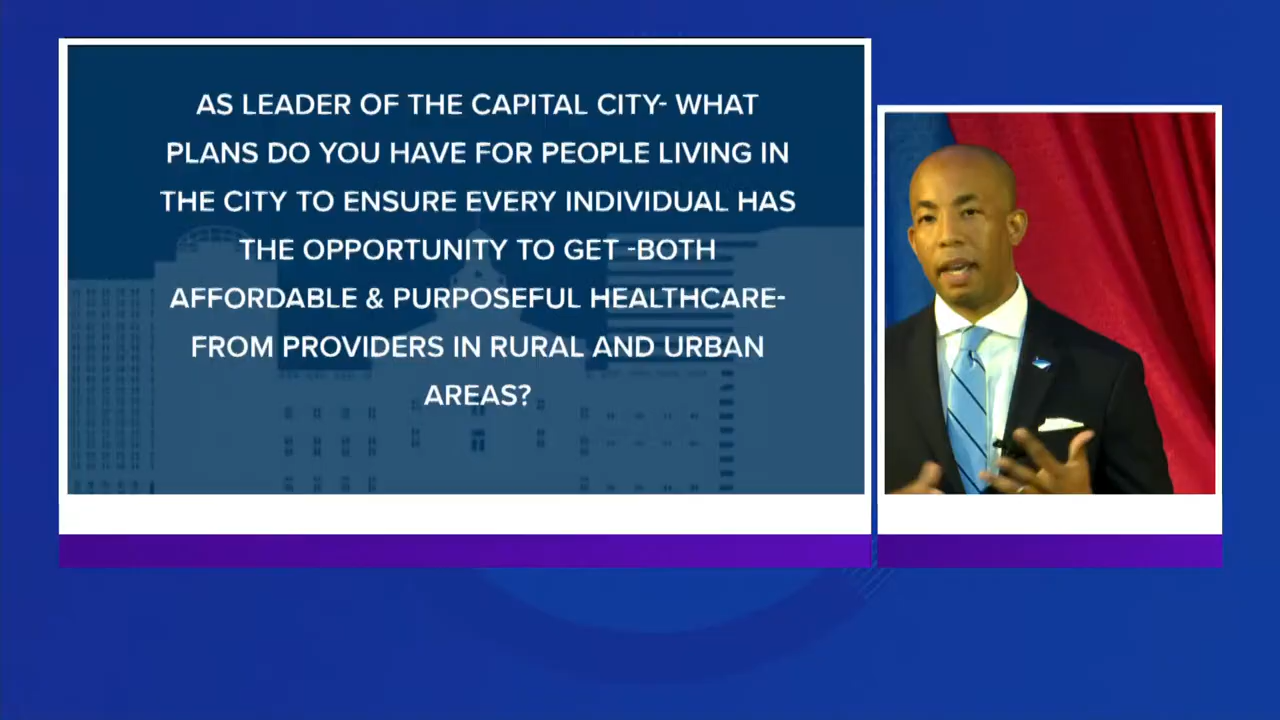 AS LEADER OF THE CAPITAL CITY- WHAT
PLANS DO YOU HAVE FOR PEOPLE LIVING IN
THE CITY TO ENSURE EVERY INDIVIDUAL HAS
THE OPPORTUNITY TO GET -BOTH
AFFORDABLE & PURPOSEFUL HEALTHCARE-
FROM PROVIDERS IN RURAL AND URBAN
AREAS?